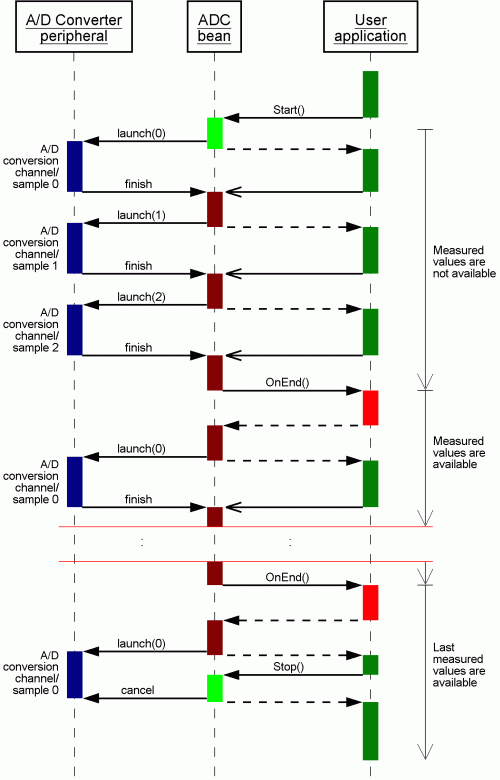 A/D Converter
peripheral
ADC
bean
User
application
Start()
launch(0)
A/D
conversion
channel/
sample 0
finish
launch(1)
A/D
conversion
channel/
sample 1
finish
Measured
values are
not available
launch(2)
A/D
conversion
channel/
sample 2
finish
OnEnd()
launch(0)
A/D
conversion
channel/
sample 0
Measured
values are
available
finish
:
:
OnEnd()
launch(0)
A/D
conversion
channel/
sample 0
Stop()
cancel
Last
measured
values are
available